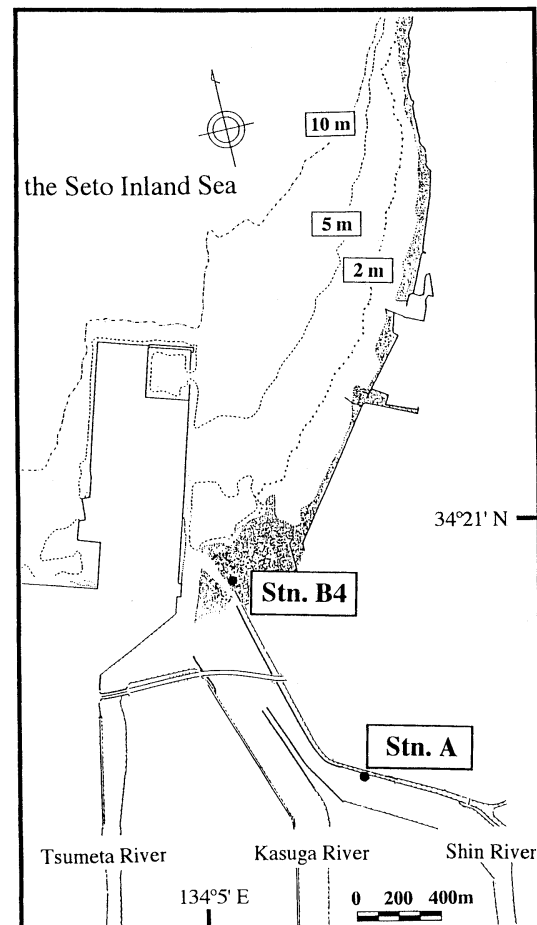 10 m
the Seto Inland Sea
5 m
2 m
34°21' N
Stn. B4
Stn. A
Tsumeta River
Kasuga River
Shin River
134°5' E
0 200 400m